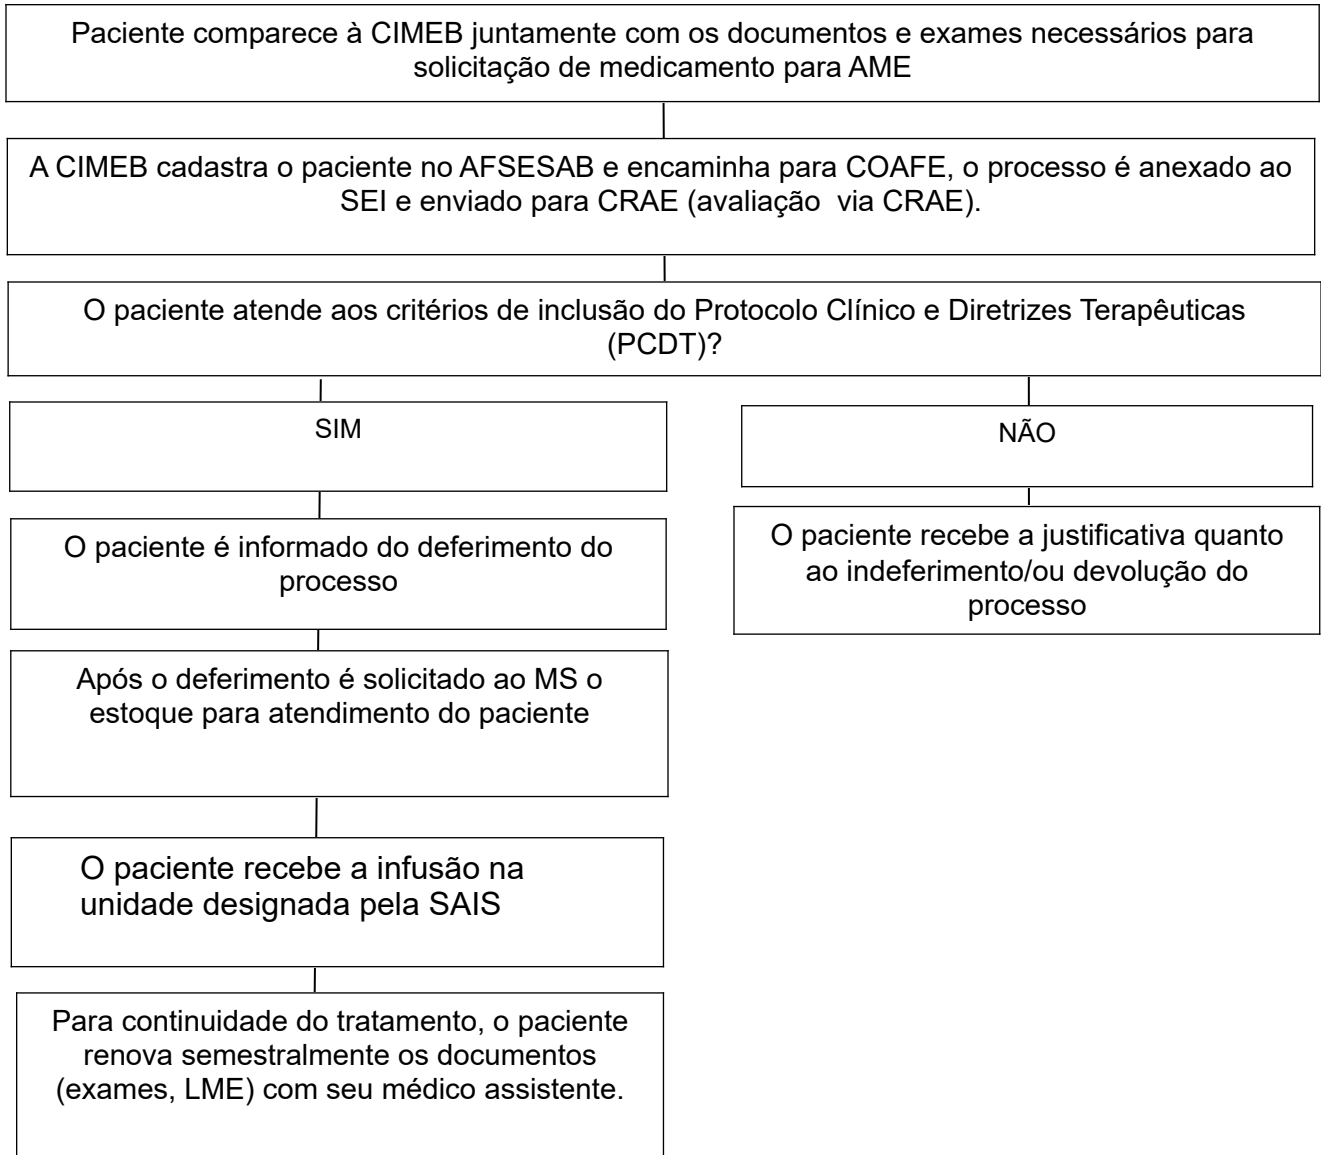 Paciente comparece à CIMEB juntamente com os documentos e exames necessários para
solicitação de medicamento para AME
A CIMEB cadastra o paciente no AFSESAB e encaminha para COAFE, o processo é anexado ao
SEI e enviado para CRAE (avaliação via CRAE).
O paciente atende aos critérios de inclusão do Protocolo Clínico e Diretrizes Terapêuticas
(PCDT)?
SIM
NÃO
O paciente é informado do deferimento do
processo
O paciente recebe a justificativa quanto
ao indeferimento/ou devolução do
processo
Após o deferimento é solicitado ao MS o
estoque para atendimento do paciente
O paciente recebe a infusão na
unidade designada pela SAIS
Para continuidade do tratamento, o paciente
renova semestralmente os documentos
(exames, LME) com seu médico assistente.